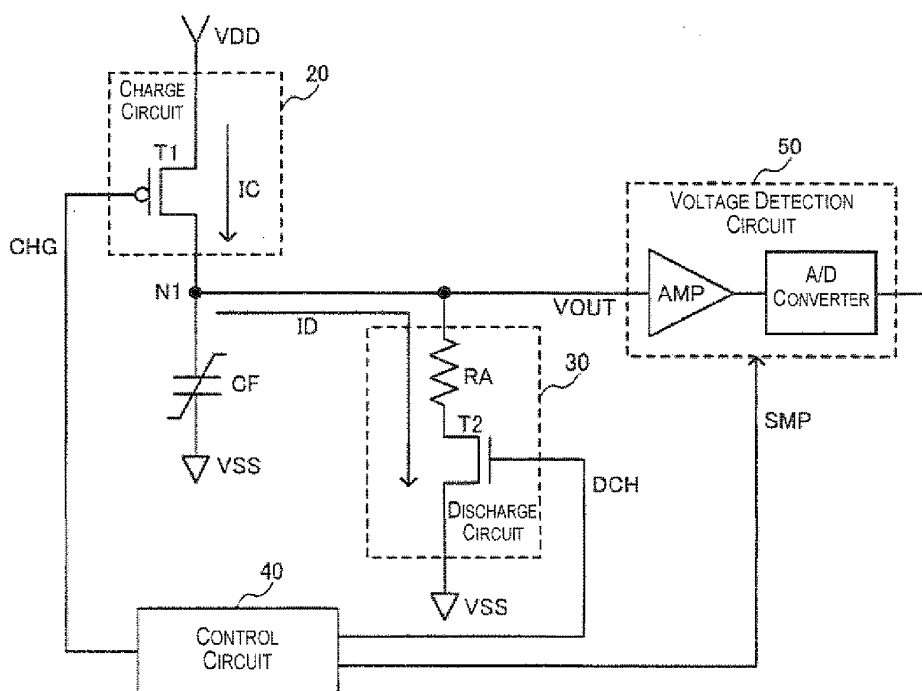 VDD
20
CHARGE
CIRCUIT
T1
IC
50
VOLTAGE DETECTION
CIRCUIT
CHG
AMP
A/D
CONVERTER
N1
VOUT
ID
30
CF
RA
SMP
T2
VSS
DCH
DISCHARGE
CIRCUIT
40
VSS
CONTROL
CIRCUIT